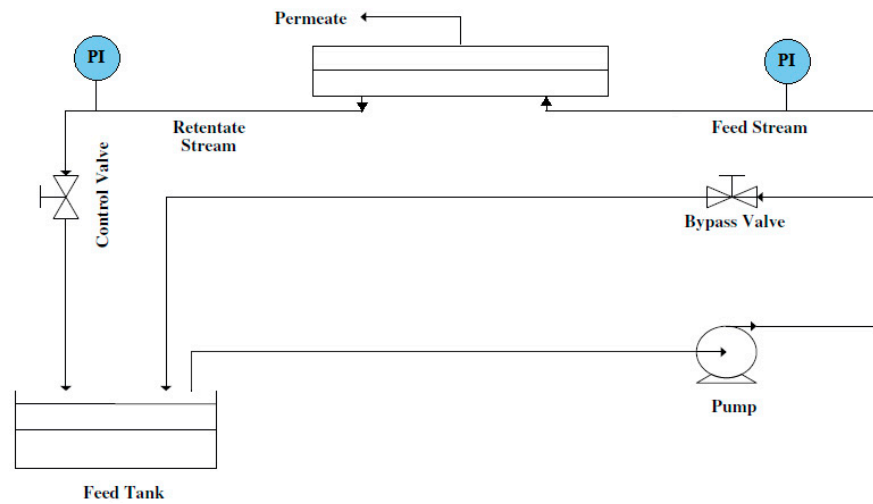 Permeate
PI
PI
Retentate
Stream
Feed Stream
Control Valve
Bypass Valve
Pump
Feed Tank